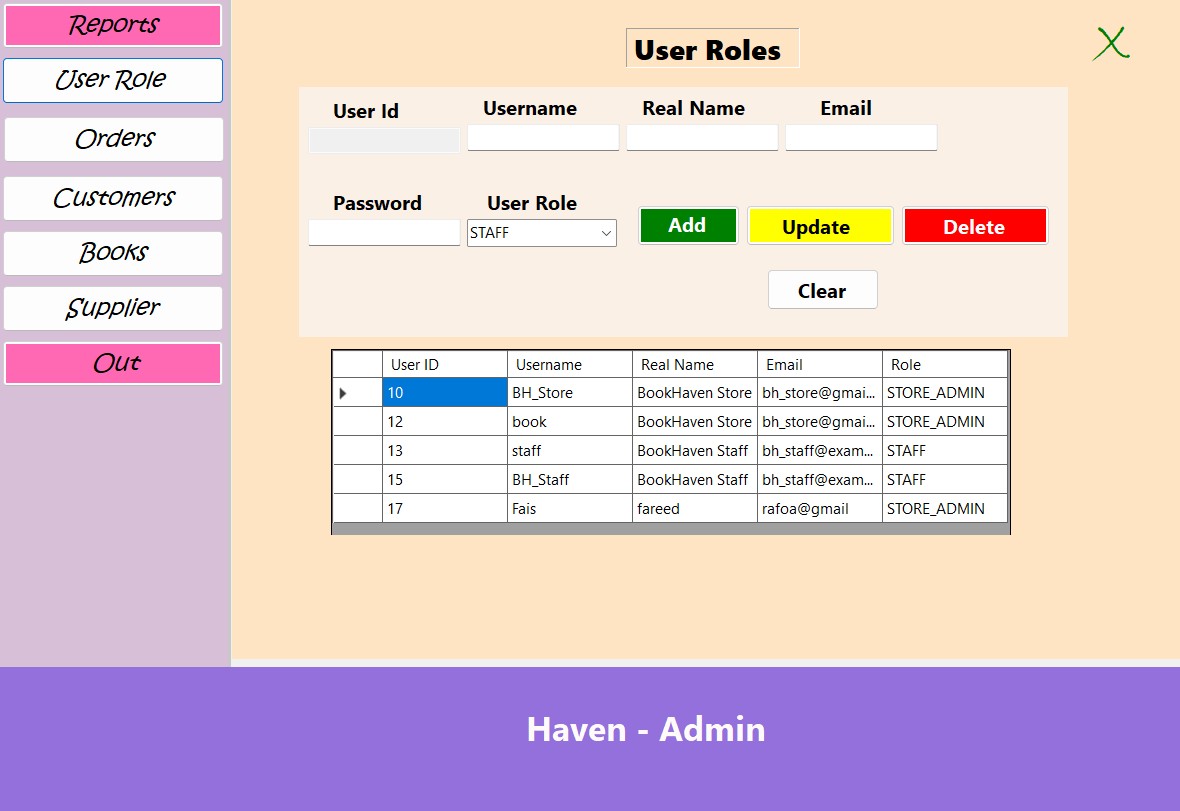 Reports
User Role
Orders
Customers
Books
Supplier
Out
User Roles
X
User Id Username Real Name Email
Password User Role
STAFF Add Update Delete
Clear
User ID Username Real Name Email Role
10 BH_Store BookHaven Store bh_store@gmai... STORE_ADMIN
12 book BookHaven Store bh_store@gmai... STORE_ADMIN
13 staff BookHaven Staff bh_staff@exam... STAFF
15 BH_Staff BookHaven Staff bh_staff@exam... STAFF
17 Fais fareed rafoa@gmail STORE_ADMIN
Haven - Admin